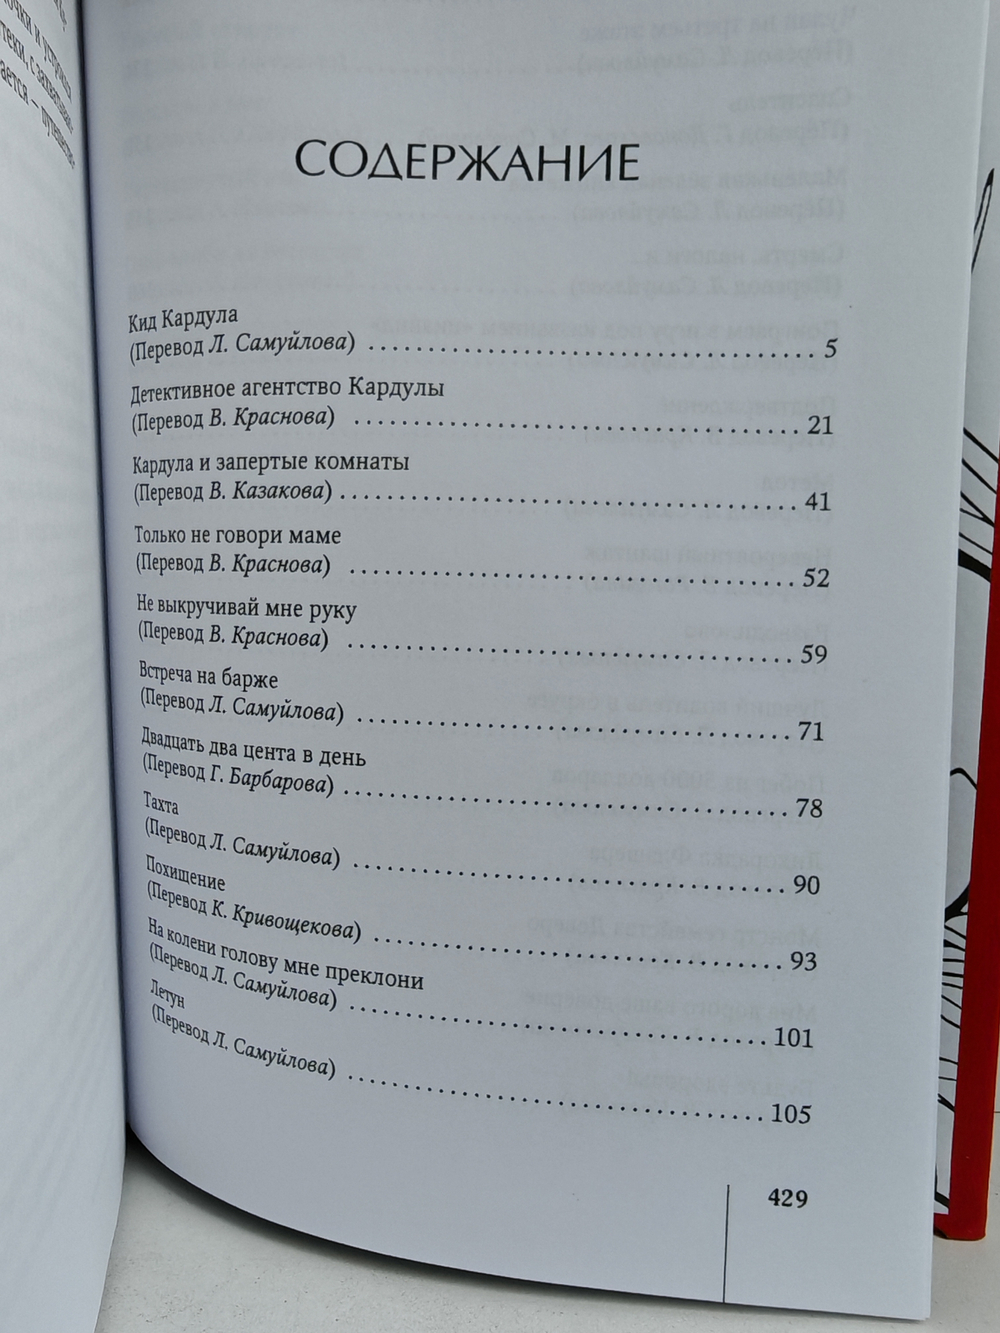 СОДЕРЖАНИЕ
Кид Кардула
(Перевод Л. Самуйлова) ........ 5
Детективное агентство Кардулы
(Перевод В. Краснова) ........ 21
Кардула и запертые комнаты
(Перевод В. Казакова) ........ 41
Только не говори маме
(Перевод В. Краснова) ........ 52
Не выкручивай мне руку
(Перевод В. Краснова) ........ 59
Встреча на барже
(Перевод Л. Самуйлова) ........ 71
Двадцать два цента в день
(Перевод Г. Барбарова) ........ 78
Тахта
(Перевод Л. Самуйлова) ........ 90
Похищение
(Перевод К. Кривощекова) ........ 93
На колени голову мне преклони
(Перевод Л. Самуйлова) ........ 101
Летун
(Перевод Л. Самуйлова) ........ 105
429